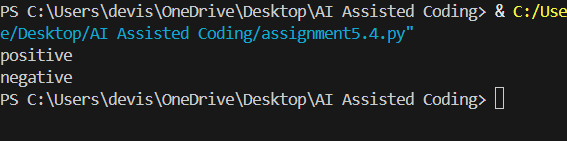 PS C:\Users\devis\OneDrive\Desktop\AI Assisted Coding> & C:/Use
e/Desktop/AI Assisted Coding/assignment5.4.py"
positive
negative
PS C:\Users\devis\OneDrive\Desktop\AI Assisted Coding>